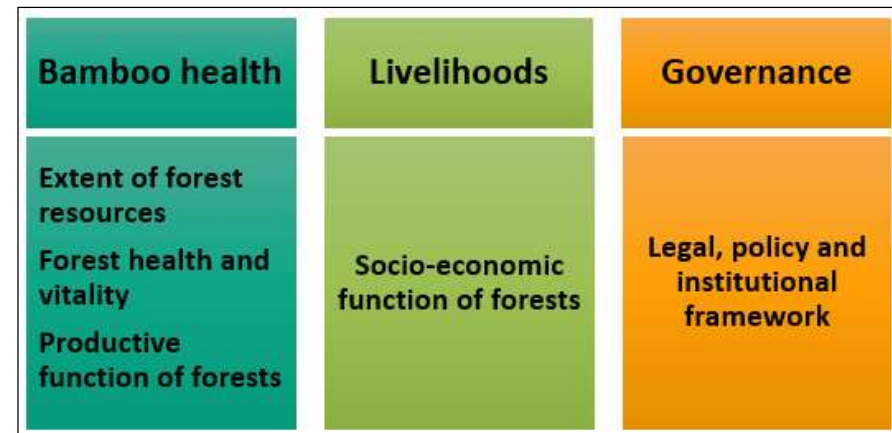 Bamboo health
Livelihoods
Governance
Extent of forest
resources
Forest health and
vitality
Productive
function of forests
Socio-economic
function of forests
Legal, policy and
institutional
framework